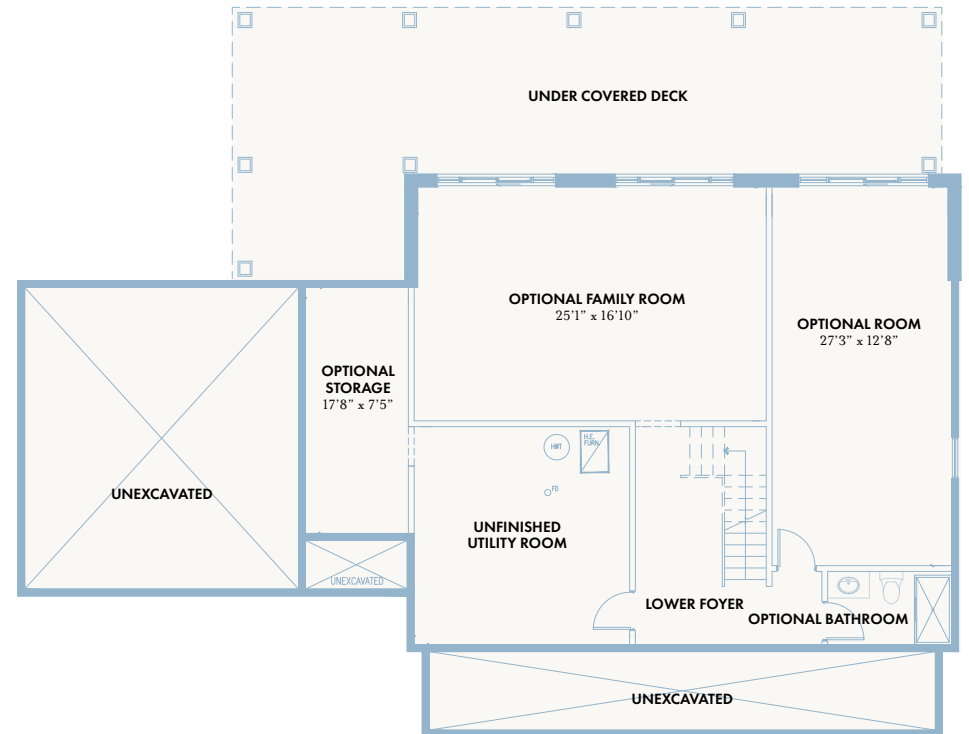 UNDER COVERED DECK
OPTIONAL FAMILY ROOM
25'1" x 16'10"
OPTIONAL ROOM
27'3" x 12'8"
OPTIONAL
STORAGE
17'8" x 7'5"
HWT
H.E.
FURN.
FD
UNEXCAVATED
UNFINISHED
UTILITY ROOM
UNEXCAVATED
LOWER FOYER
OPTIONAL BATHROOM
UNEXCAVATED